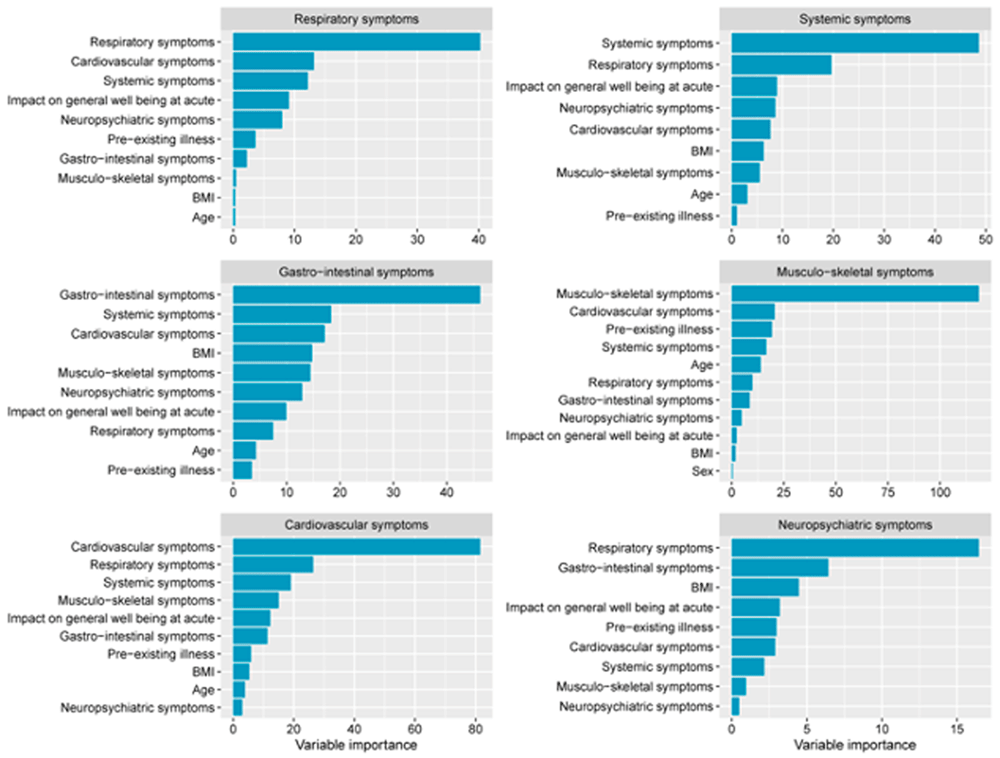 Respiratory symptoms
Respiratory symptoms
Cardiovascular symptoms
Systemic symptoms
Impact on general well being at acute
Neuropsychiatric symptoms
Pre−existing illness
Gastro−intestinal symptoms
Musculo−skeletal symptoms
BMI
Age
0 10 20 30 40
Systemic symptoms
Systemic symptoms
Respiratory symptoms
Impact on general well being at acute
Neuropsychiatric symptoms
Cardiovascular symptoms
BMI
Musculo−skeletal symptoms
Age
Pre−existing illness
0 10 20 30 40 50
Gastro−intestinal symptoms
Gastro−intestinal symptoms
Systemic symptoms
Cardiovascular symptoms
BMI
Musculo−skeletal symptoms
Neuropsychiatric symptoms
Impact on general well being at acute
Respiratory symptoms
Age
Pre−existing illness
0 10 20 30 40
Musculo−skeletal symptoms
Musculo−skeletal symptoms
Cardiovascular symptoms
Pre−existing illness
Systemic symptoms
Age
Respiratory symptoms
Gastro−intestinal symptoms
Neuropsychiatric symptoms
Impact on general well being at acute
BMI
Sex
0 25 50 75 100
Cardiovascular symptoms
Cardiovascular symptoms
Respiratory symptoms
Systemic symptoms
Musculo−skeletal symptoms
Impact on general well being at acute
Gastro−intestinal symptoms
Pre−existing illness
BMI
Age
Neuropsychiatric symptoms
0 20 40 60 80
Variable importance
Neuropsychiatric symptoms
Respiratory symptoms
Gastro−intestinal symptoms
BMI
Impact on general well being at acute
Pre−existing illness
Cardiovascular symptoms
Systemic symptoms
Musculo−skeletal symptoms
Neuropsychiatric symptoms
0 5 10 15
Variable importance